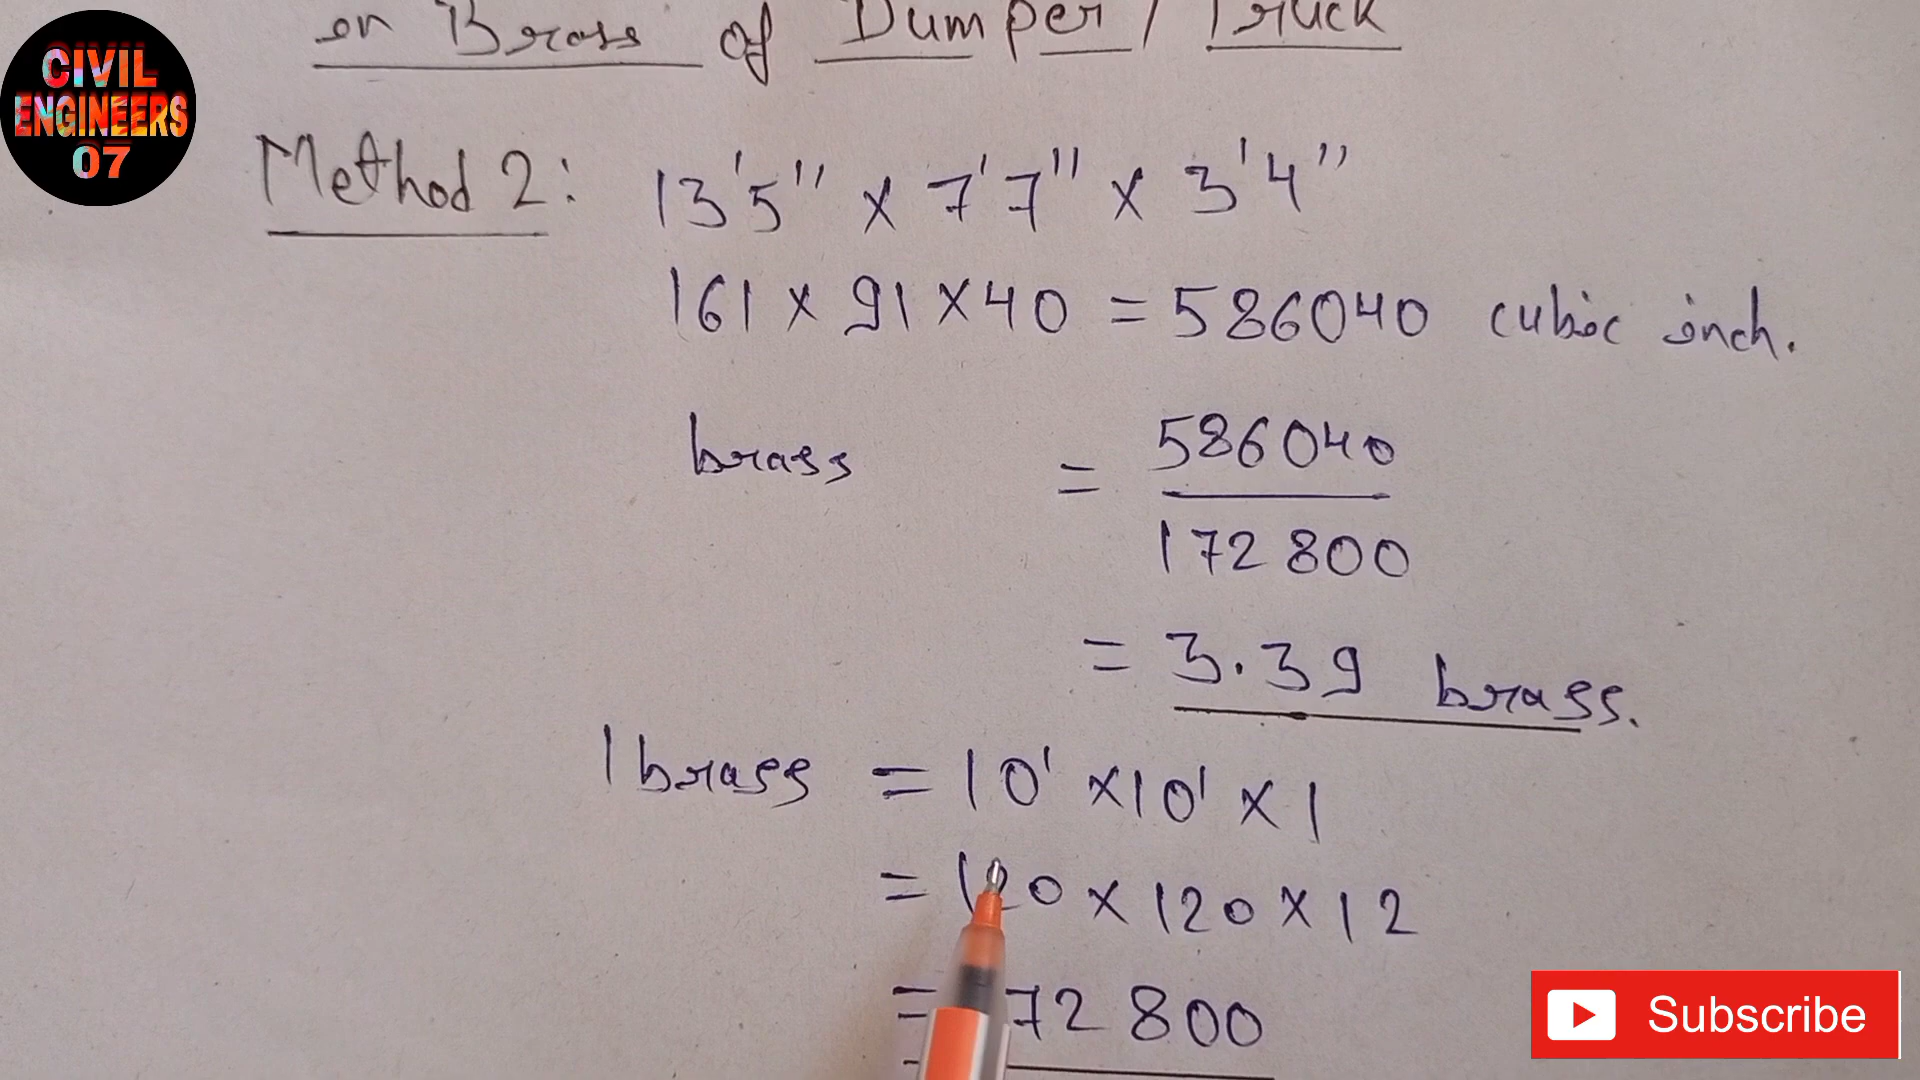 in Brass of Dumper / Truck
CIVIL
ENGINEERS
07
Method 2: 13'5" x 7'7" x 3'4"
161 x 91 x 40 = 586040 cubic inch.
brass = 586040
172800
= 3.39 brass.
1 brass = 10' x 10' x 1
= 120 x 120 x 12
= 72800
Subscribe